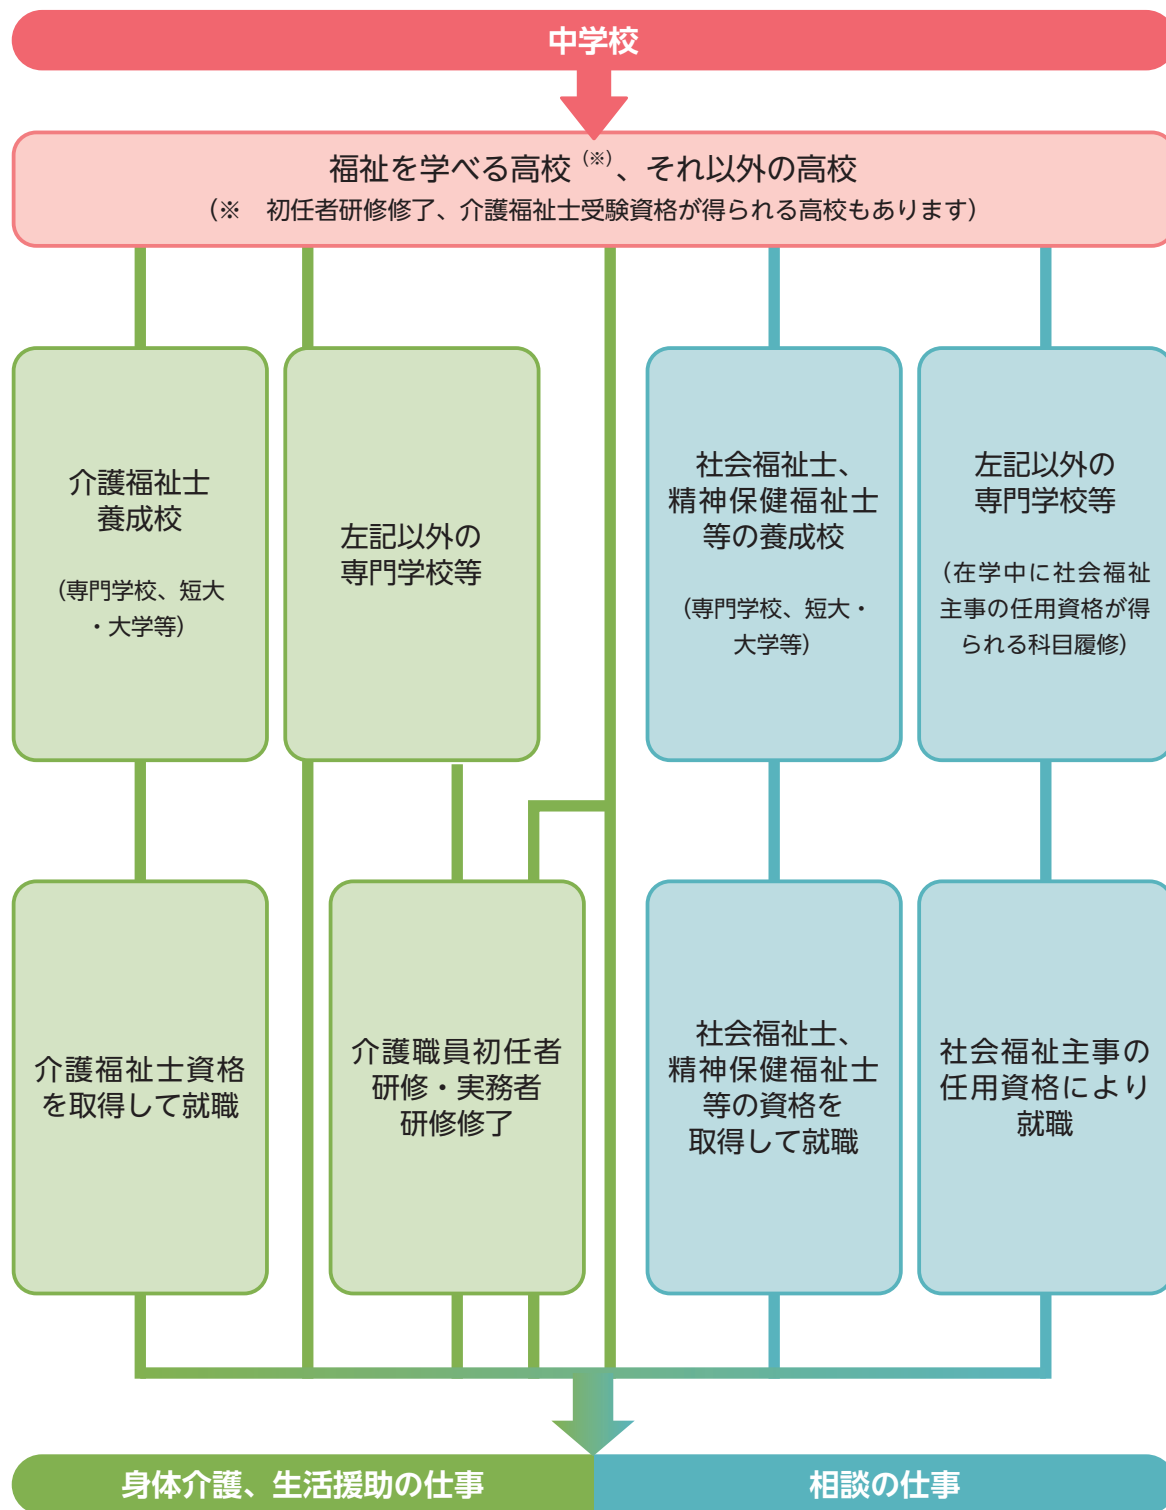 中学校
福祉を学べる高校（※）、それ以外の高校
（※　初任者研修修了、介護福祉士受験資格が得られる高校もあります）
介護福祉士
養成校
（専門学校、短大
・大学等）
左記以外の
専門学校等
社会福祉士、
精神保健福祉士
等の養成校
（専門学校、短大・
大学等）
左記以外の
専門学校等
（在学中に社会福祉
主事の任用資格が得
られる科目履修）
介護福祉士資格
を取得して就職
介護職員初任者
研修・実務者
研修修了
社会福祉士、
精神保健福祉士
等の資格を
取得して就職
社会福祉主事の
任用資格により
就職
身体介護、生活援助の仕事
相談の仕事